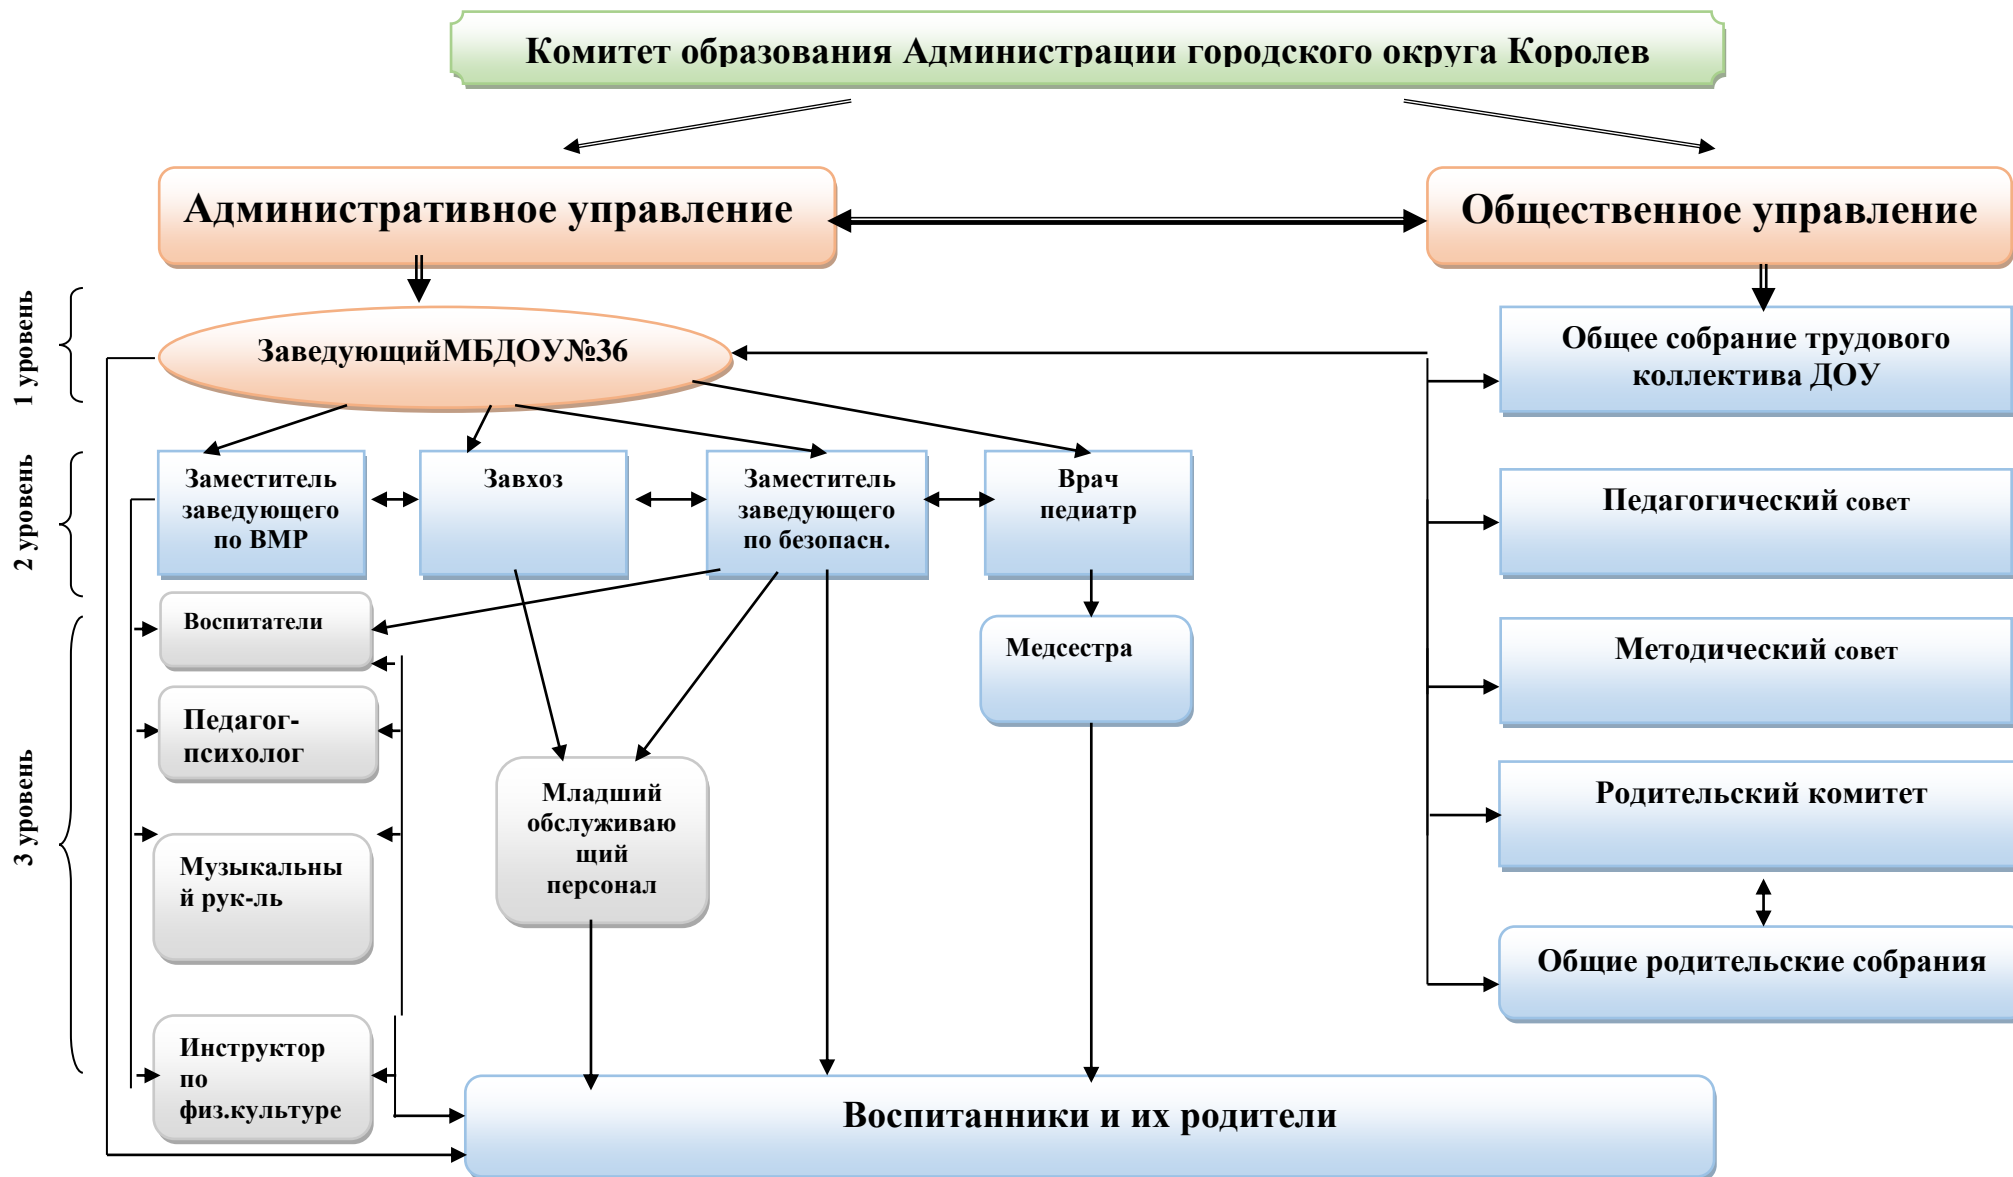 Комитет образования Администрации городского округа Королев
Административное управление
Общественное управление
1 уровень
ЗаведующийМБДОУ№36
Общее собрание трудового
коллектива ДОУ
2 уровень
Заместитель
заведующего
по ВМР
Завхоз
Заместитель
заведующего
по безопасн.
Врач
педиатр
Педагогический совет
3 уровень
Воспитатели
Медсестра
Методический совет
Педагог-
психолог
Младший
обслуживаю
щий
персонал
Родительский комитет
Музыкальны
й рук-ль
Общие родительские собрания
Инструктор
по
физ.культуре
Воспитанники и их родители